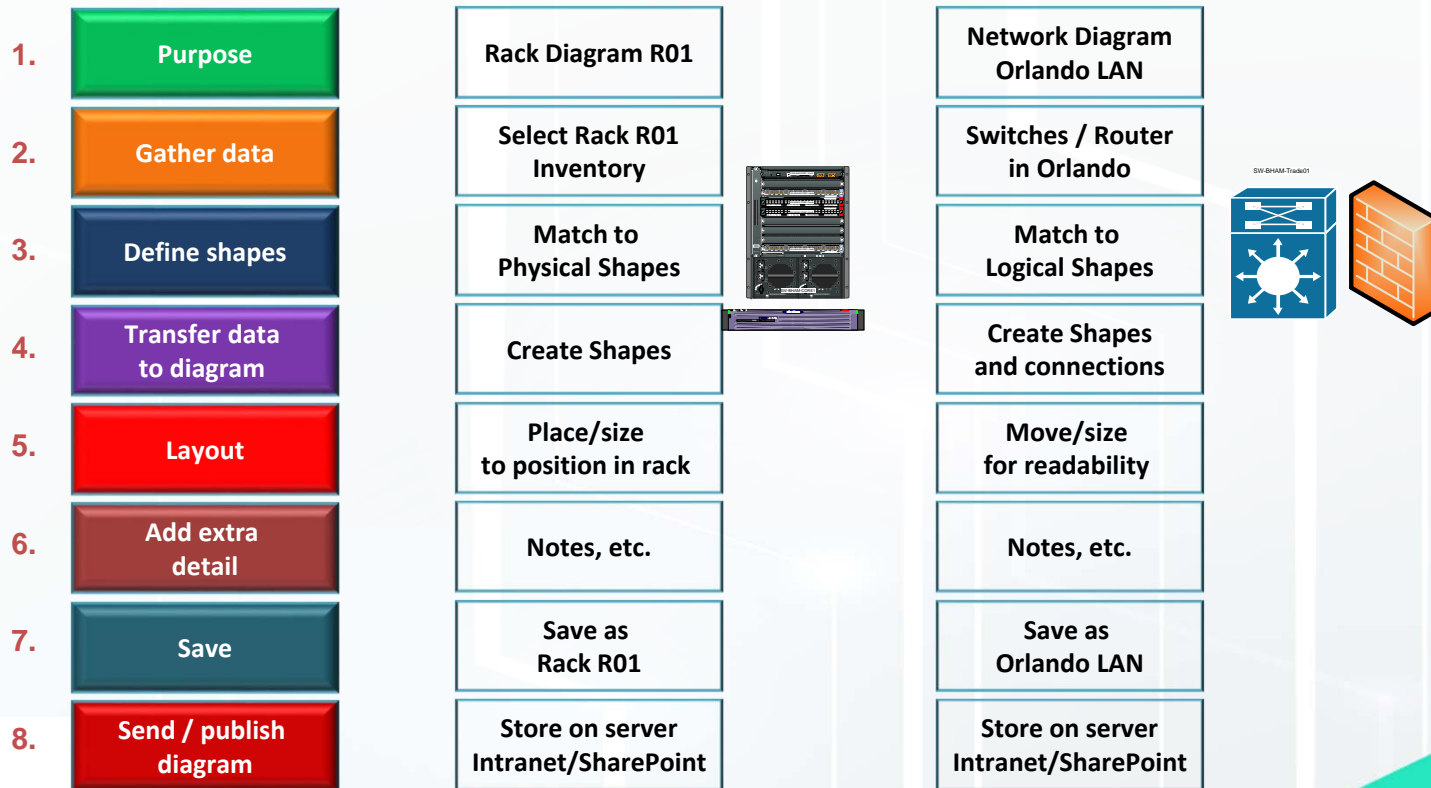 1.
Purpose
Rack Diagram R01
Network Diagram
Orlando LAN
2.
Gather data
Select Rack R01
Inventory
Switches / Router
in Orlando
SW-BHAM-Trade01
3.
Define shapes
Match to
Physical Shapes
SW-BHAM-CORE1
Match to
Logical Shapes
4.
Transfer data
to diagram
Create Shapes
Create Shapes
and connections
5.
Layout
Place/size
to position in rack
Move/size
for readability
6.
Add extra
detail
Notes, etc.
Notes, etc.
7.
Save
Save as
Rack R01
Save as
Orlando LAN
8.
Send / publish
diagram
Store on server
Intranet/SharePoint
Store on server
Intranet/SharePoint